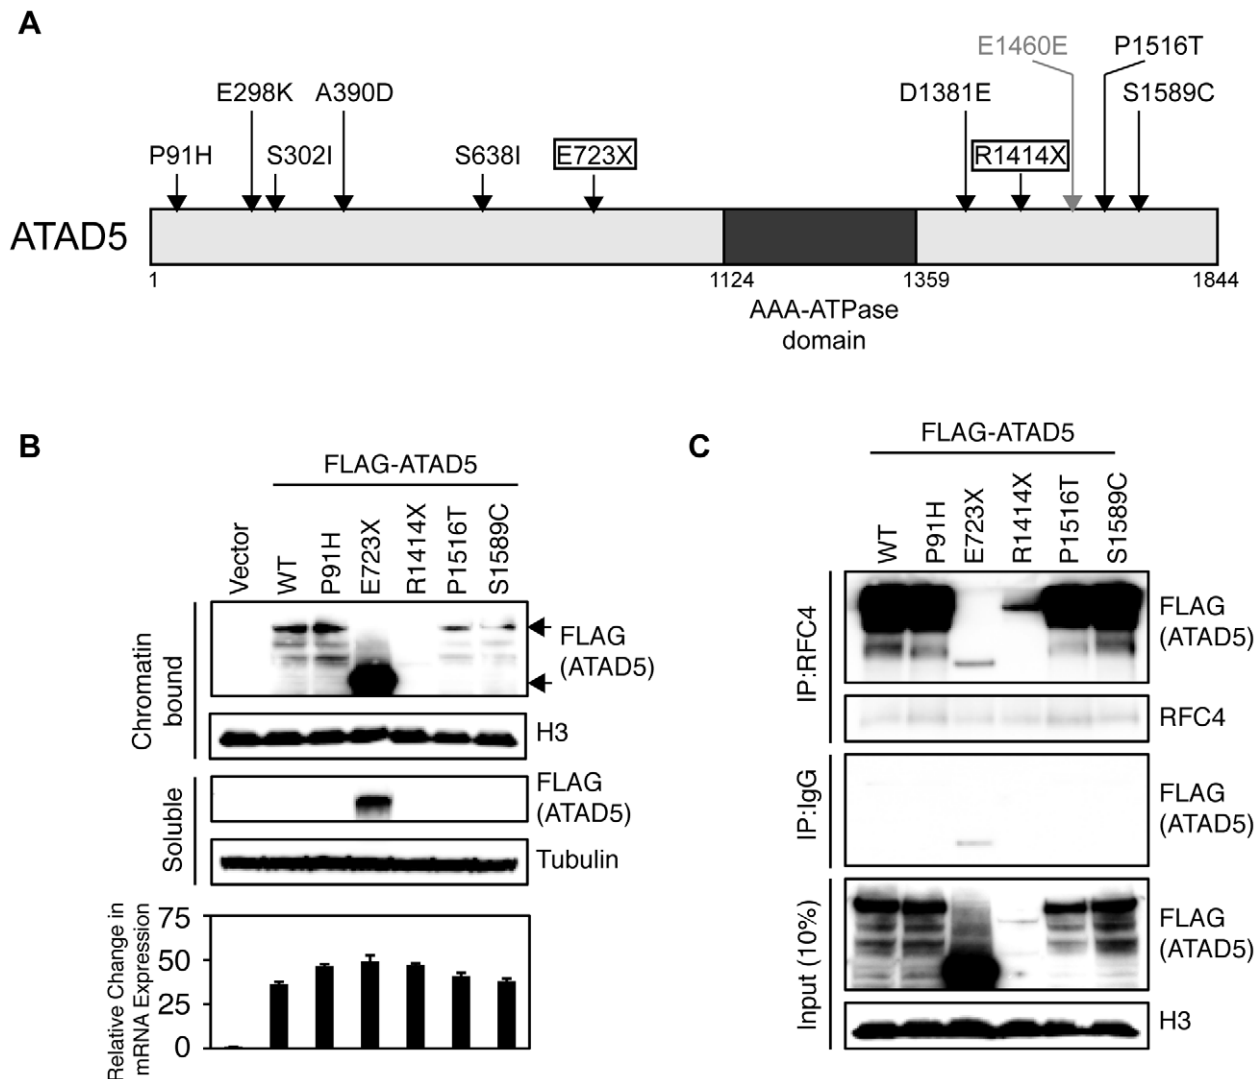 A
E1460E P1516T
E298K A390D D1381E S1589C
P91H S302I S638I E723X R1414X
ATAD5
1 1124 1359 1844
AAA-ATPase
domain
B
FLAG-ATAD5
Vector
WT
P91H
E723X
R1414X
P1516T
S1589C
Chromatin
bound
FLAG
(ATAD5)
H3
Soluble
FLAG
(ATAD5)
Tubulin
Relative Change in
mRNA Expression
75
50
25
0
C
FLAG-ATAD5
WT
P91H
E723X
R1414X
P1516T
S1589C
IP:RFC4
FLAG
(ATAD5)
RFC4
IP:IgG
FLAG
(ATAD5)
Input (10%)
FLAG
(ATAD5)
H3